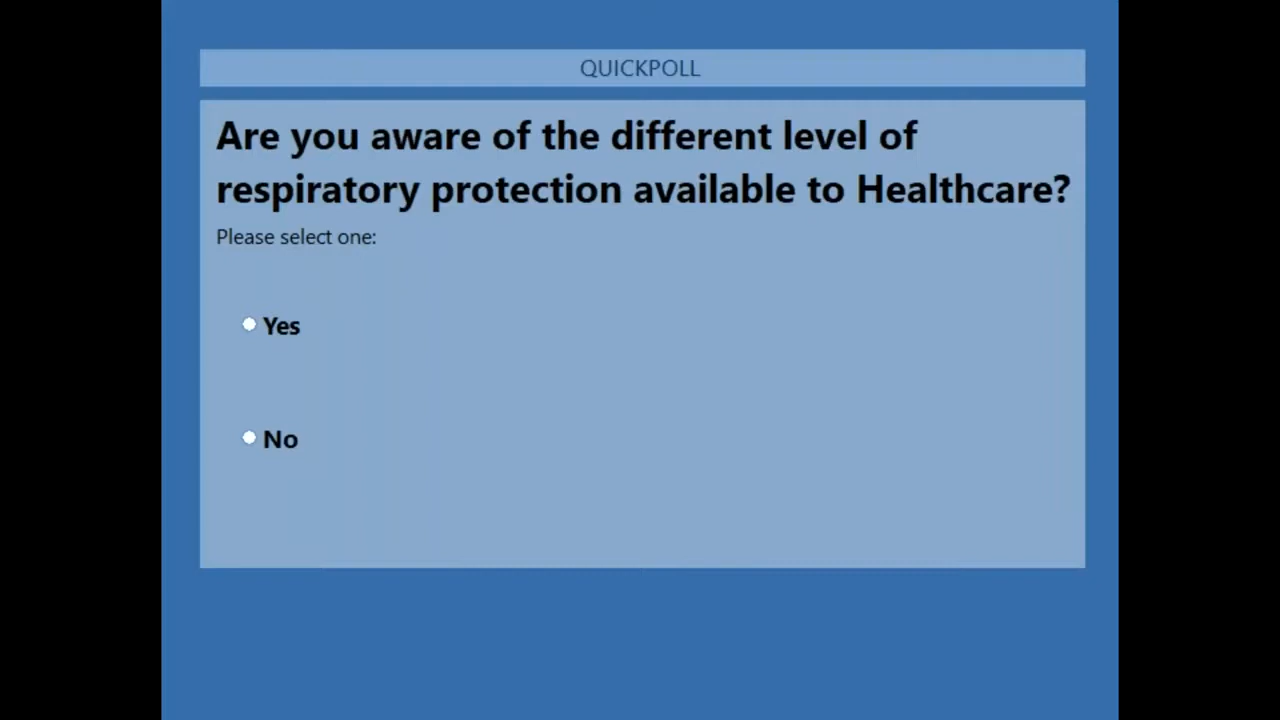 QUICKPOLL
Are you aware of the different level of
respiratory protection available to Healthcare?
Please select one:
Yes
No